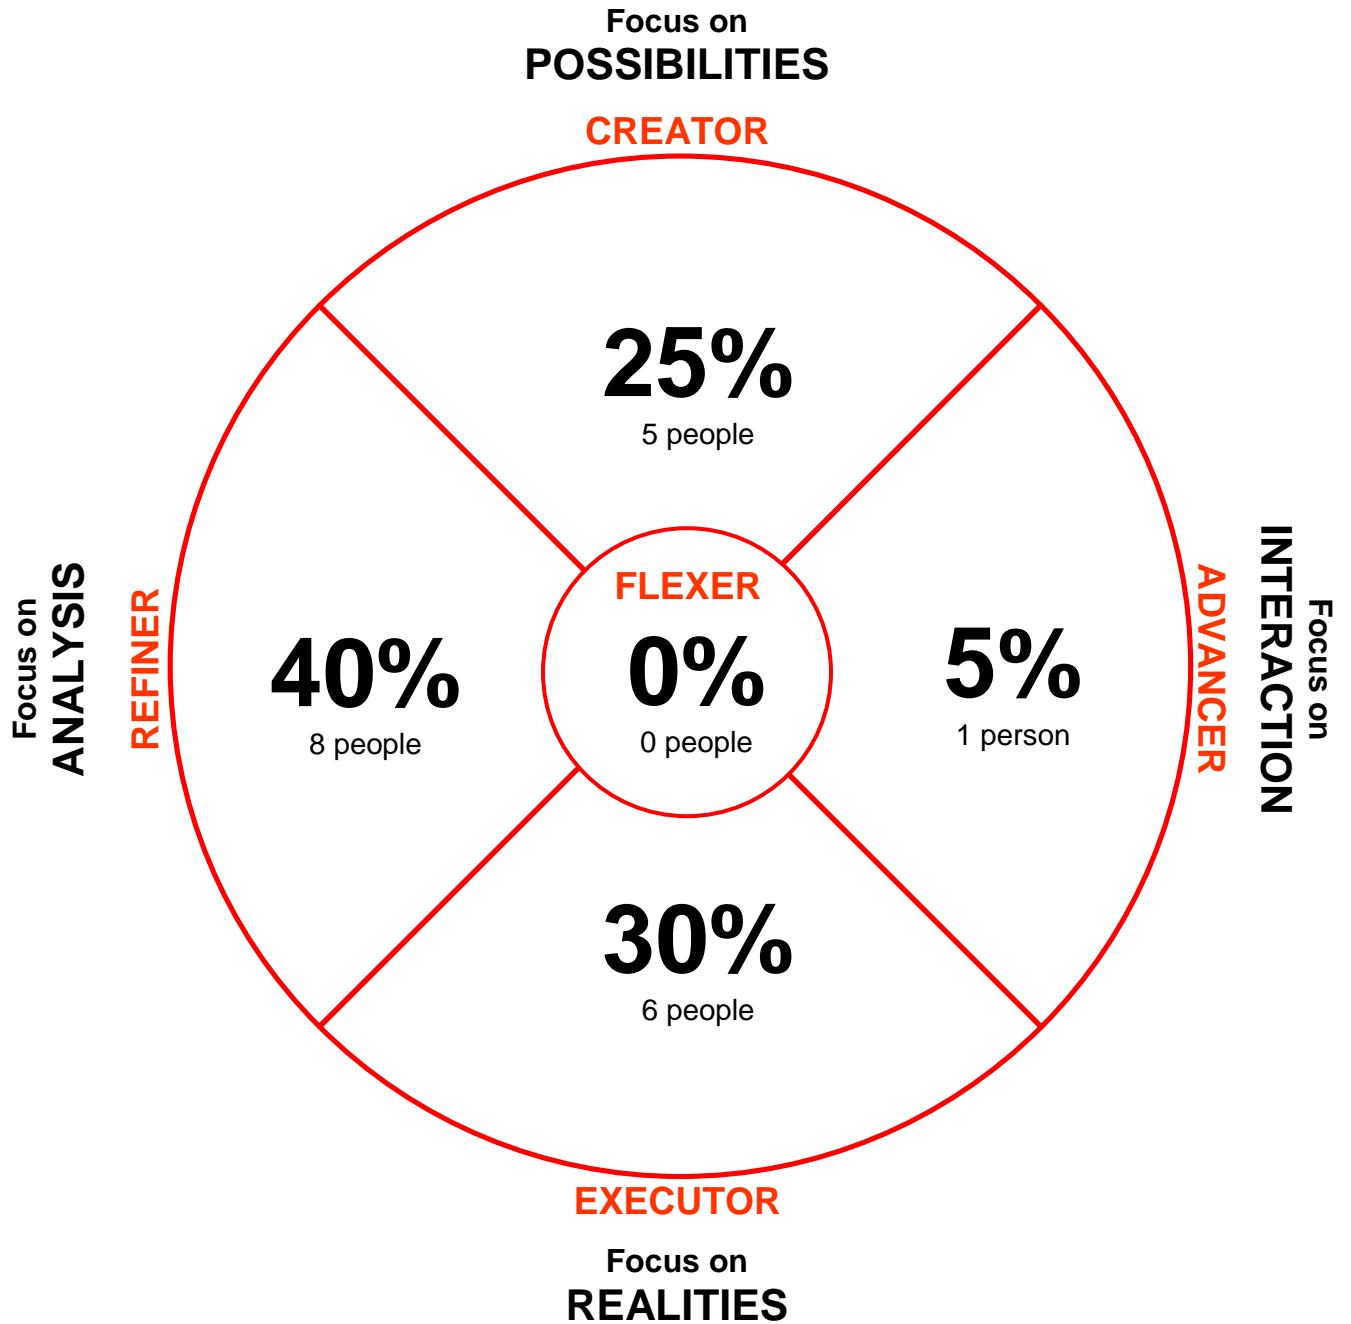 Focus on
POSSIBILITIES
CREATOR
25%
5 people
Focus on
ANALYSIS
REFINER
40%
8 people
FLEXER
0%
0 people
5%
1 person
ADVANCER
Focus on
INTERACTION
30%
6 people
EXECUTOR
Focus on
REALITIES